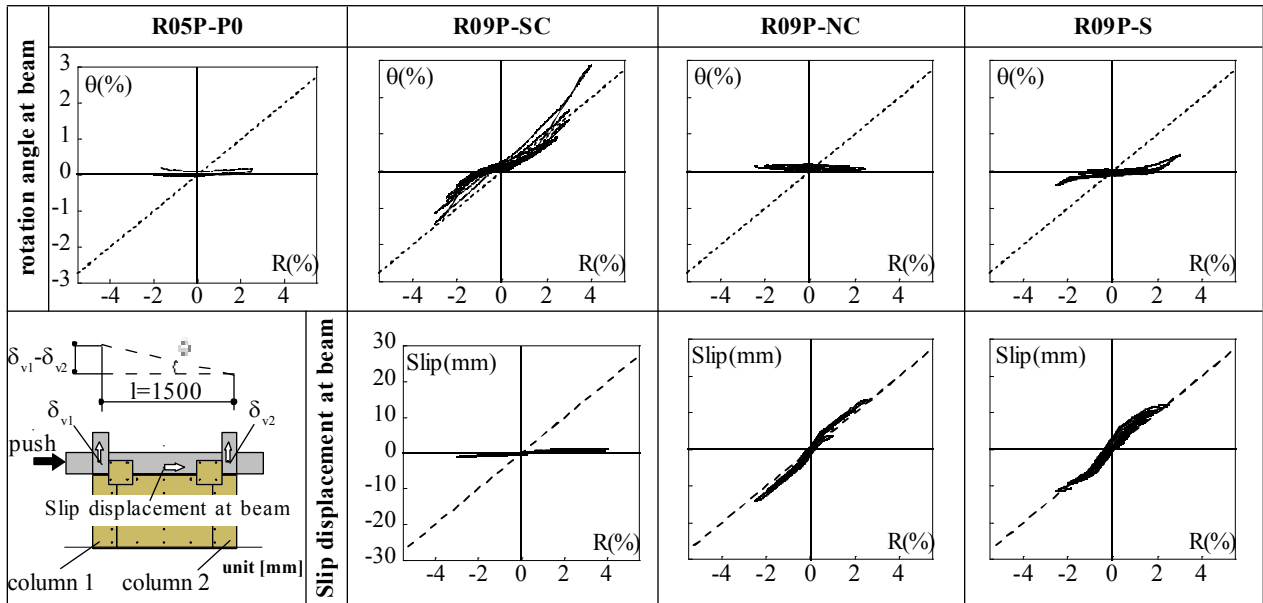 R05P-P0
R09P-SC
R09P-NC
R09P-S
rotation angle at beam
3
2
1
0
-1
-2
-3
θ(%)
R(%)
-4 -2 0 2 4
θ(%)
R(%)
-4 -2 0 2 4
θ(%)
R(%)
-4 -2 0 2 4
θ(%)
R(%)
-4 -2 0 2 4
δv1-δv2
l=1500
δv1
δv2
push
Slip displacement at beam
column 1 column 2 unit [mm]
Slip displacement at beam
30
20
10
0
-10
-20
-30
Slip(mm)
R(%)
-4 -2 0 2 4
Slip(mm)
R(%)
-4 -2 0 2 4
Slip(mm)
R(%)
-4 -2 0 2 4